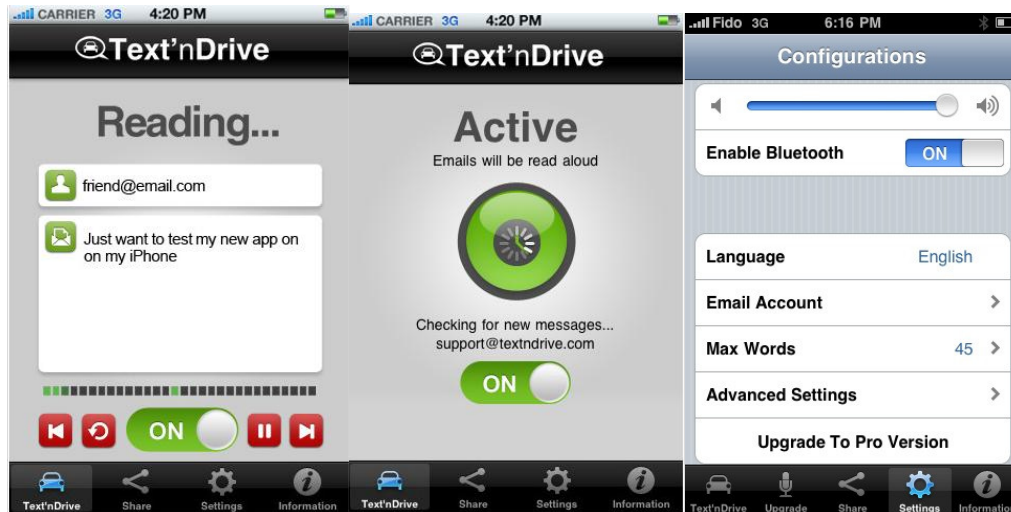 CARRIER 3G 4:20 PM
Text'nDrive
Reading...
friend@email.com
Just want to test my new app on
on my iPhone
ON
Text'nDrive Share Settings Information
CARRIER 3G 4:20 PM
Text'nDrive
Active
Emails will be read aloud
Checking for new messages...
support@textndrive.com
ON
Text'nDrive Share Settings Information
Fido 3G 6:16 PM
Configurations
Enable Bluetooth ON
Language English
Email Account
Max Words 45
Advanced Settings
Upgrade To Pro Version
Text'nDrive Upgrade Share Settings Informatio